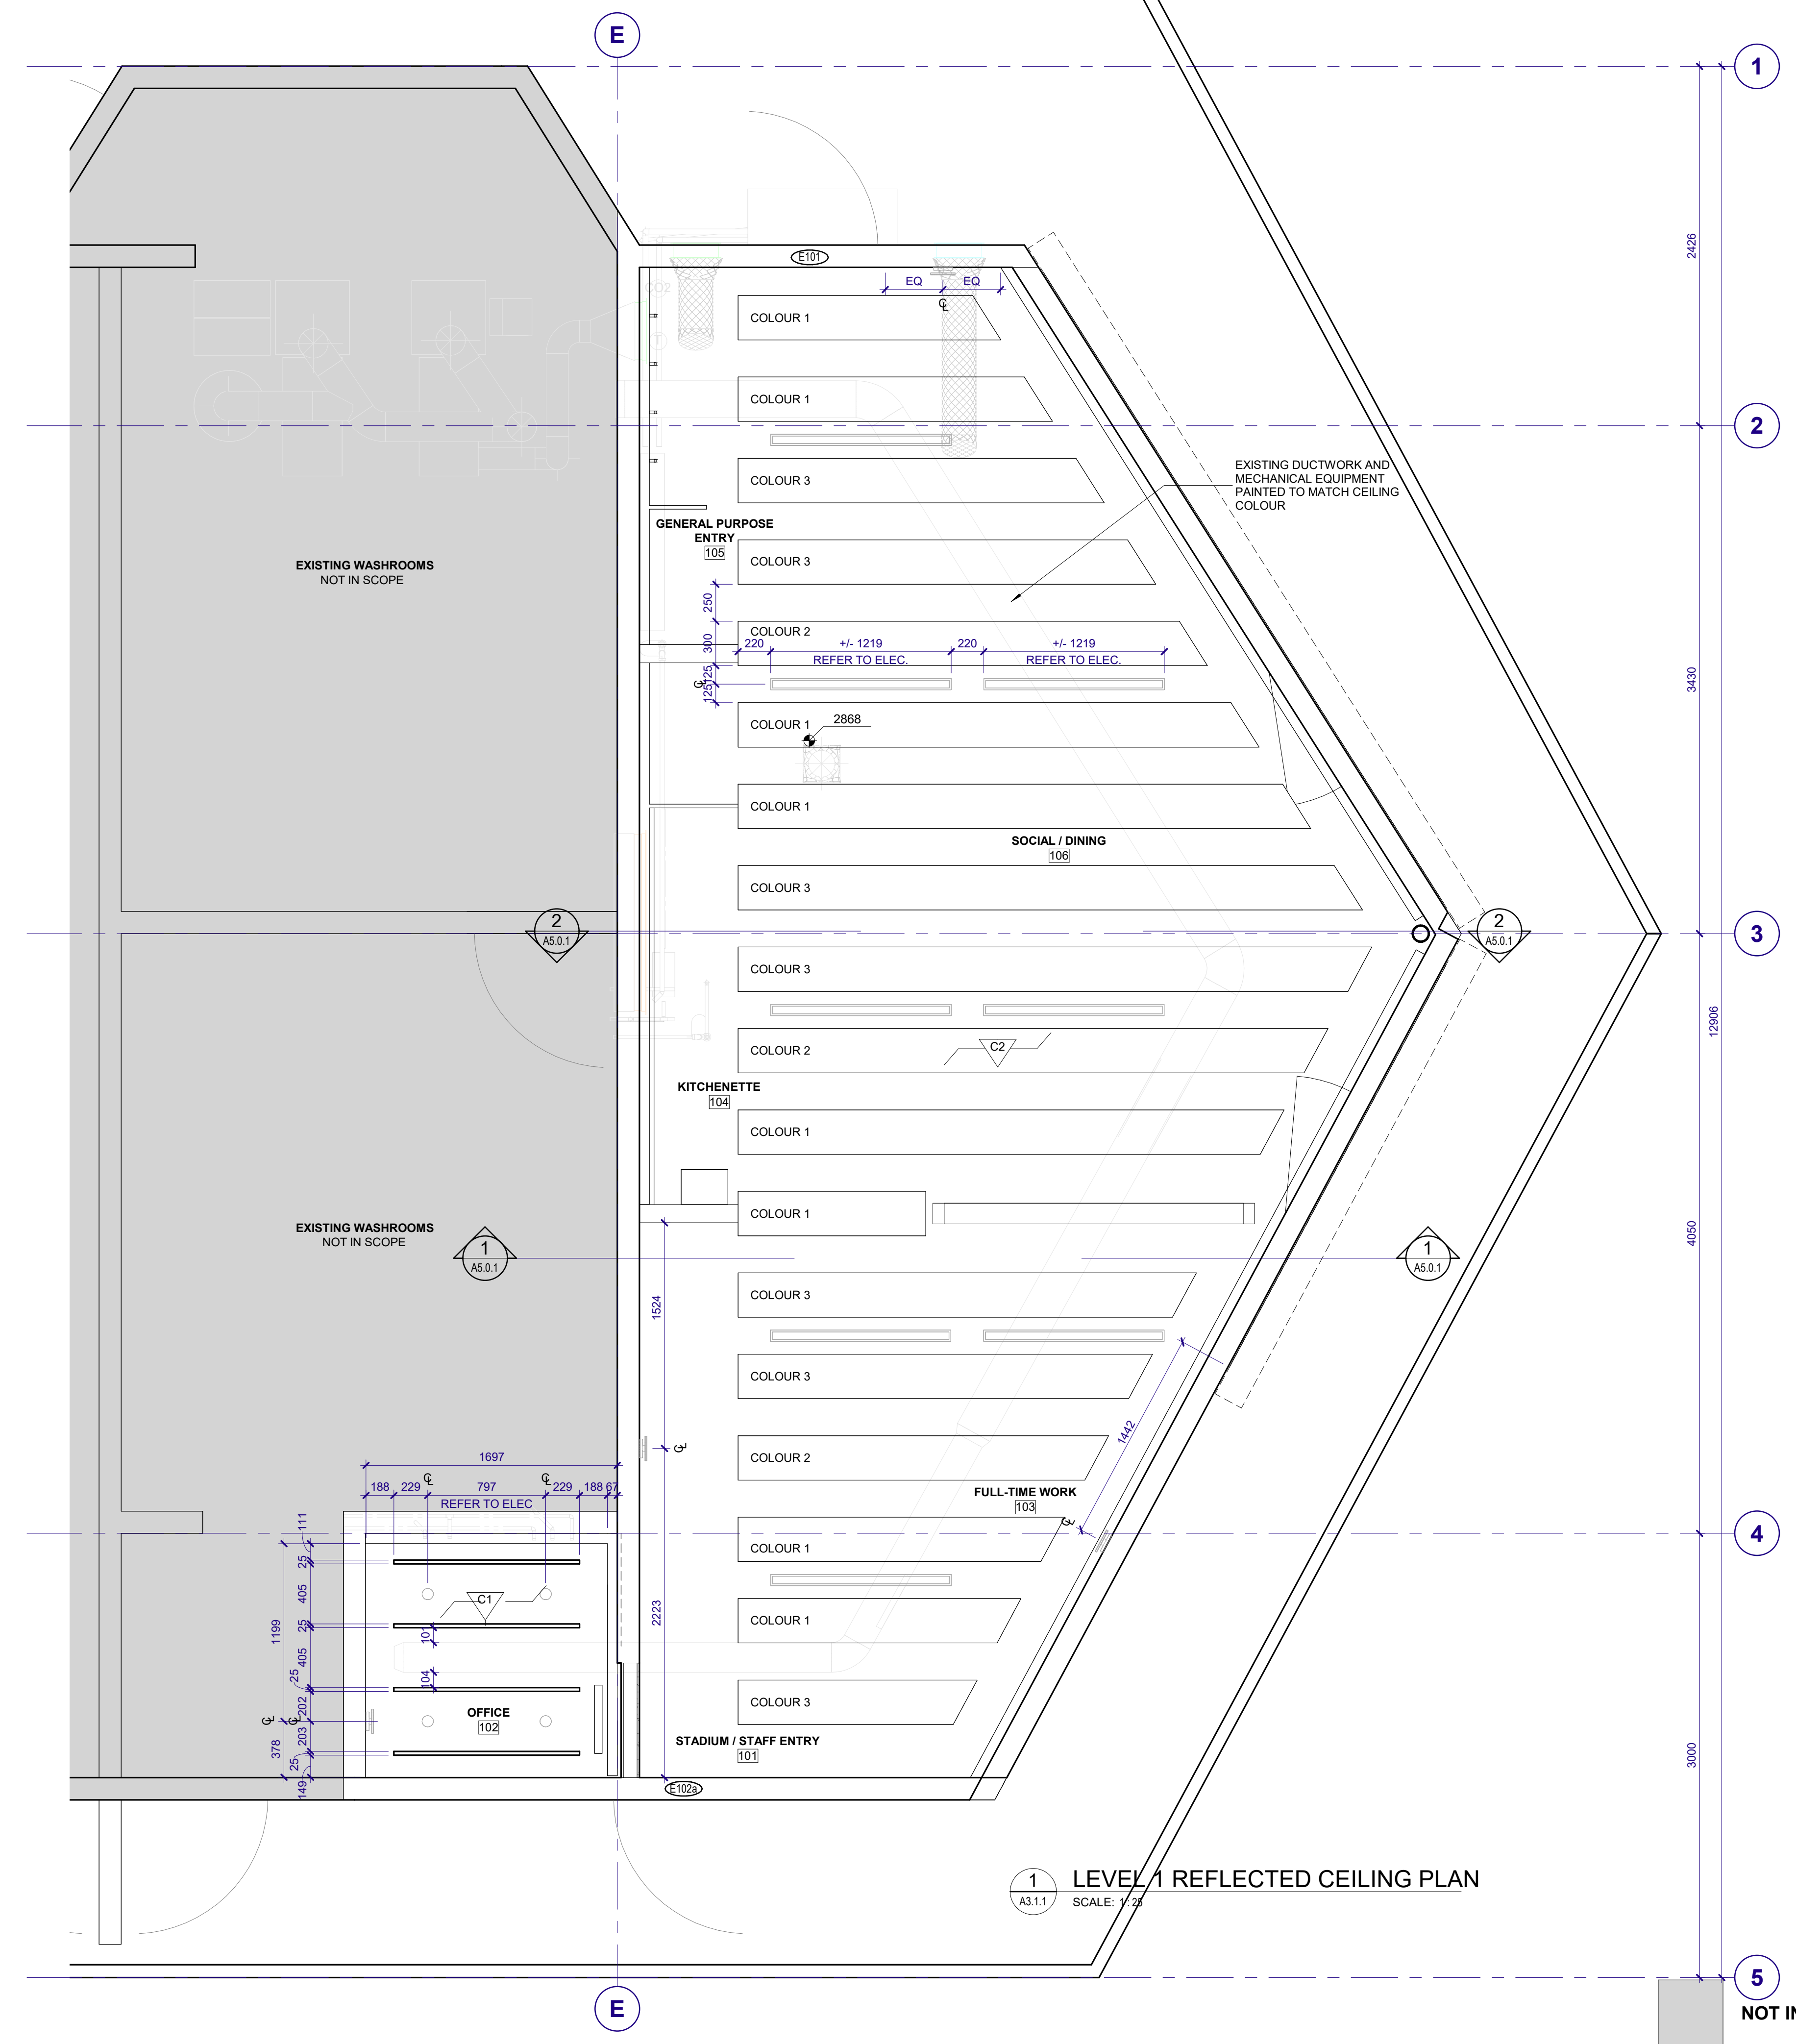 E
1
2426
E101
CO2
EQ
EQ
C̵L
COLOUR 1
COLOUR 1
2
COLOUR 3
EXISTING DUCTWORK AND
MECHANICAL EQUIPMENT
PAINTED TO MATCH CEILING
COLOUR
GENERAL PURPOSE
ENTRY
105
EXISTING WASHROOMS
NOT IN SCOPE
COLOUR 3
250
300
125
125
COLOUR 2
220
+/- 1219
REFER TO ELEC.
220
+/- 1219
REFER TO ELEC.
3430
COLOUR 1
2868
COLOUR 1
SOCIAL / DINING
106
COLOUR 3
2
A5.0.1
2
A5.0.1
3
COLOUR 3
12906
COLOUR 2
C2
KITCHENETTE
104
COLOUR 1
COLOUR 1
EXISTING WASHROOMS
NOT IN SCOPE
1
A5.0.1
1
A5.0.1
4050
1524
COLOUR 3
COLOUR 3
1442
COLOUR 2
1697
188
229
797
229
188
67
REFER TO ELEC
FULL-TIME WORK
103
4
111
25
405
25
405
25
202
203
25
149
1199
378
C1
101
104
2223
COLOUR 1
COLOUR 1
COLOUR 3
OFFICE
102
STADIUM / STAFF ENTRY
101
E102a
3000
1
A3.1.1
LEVEL 1 REFLECTED CEILING PLAN
SCALE: 1 : 25
5
E
NOT IN